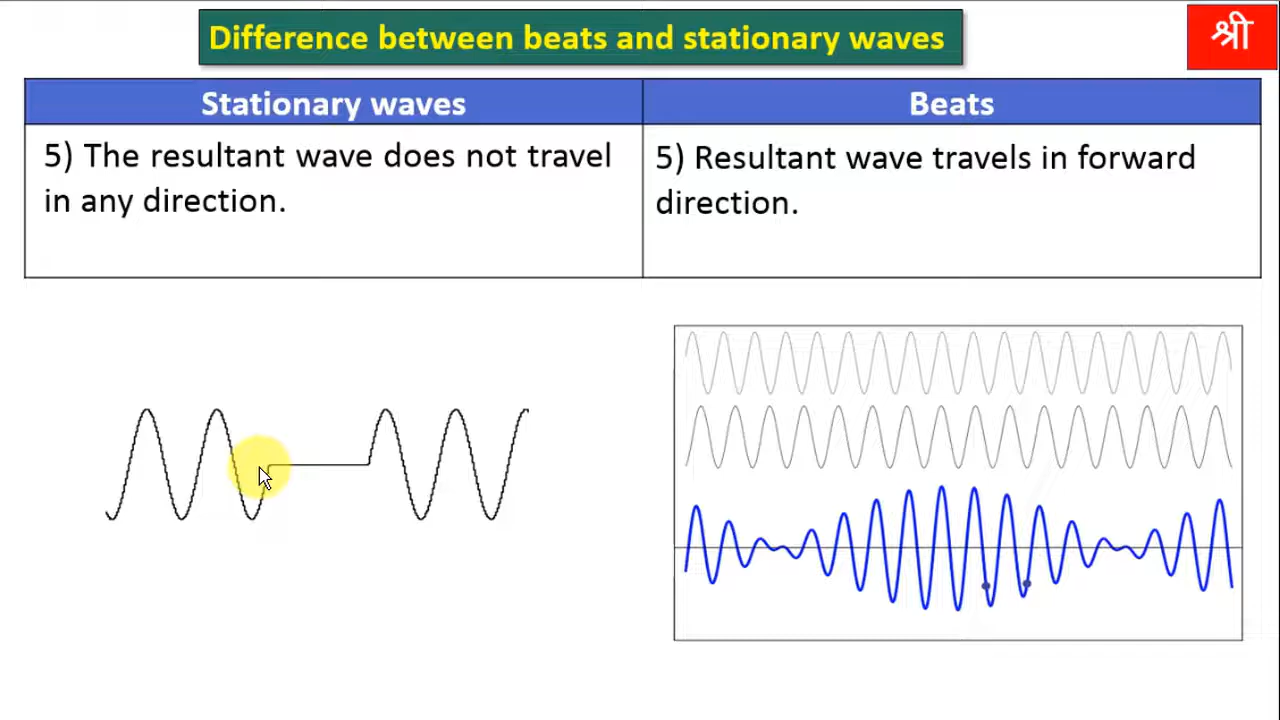 Difference between beats and stationary waves
श्री
Stationary waves
Beats
5) The resultant wave does not travel
in any direction.
5) Resultant wave travels in forward
direction.